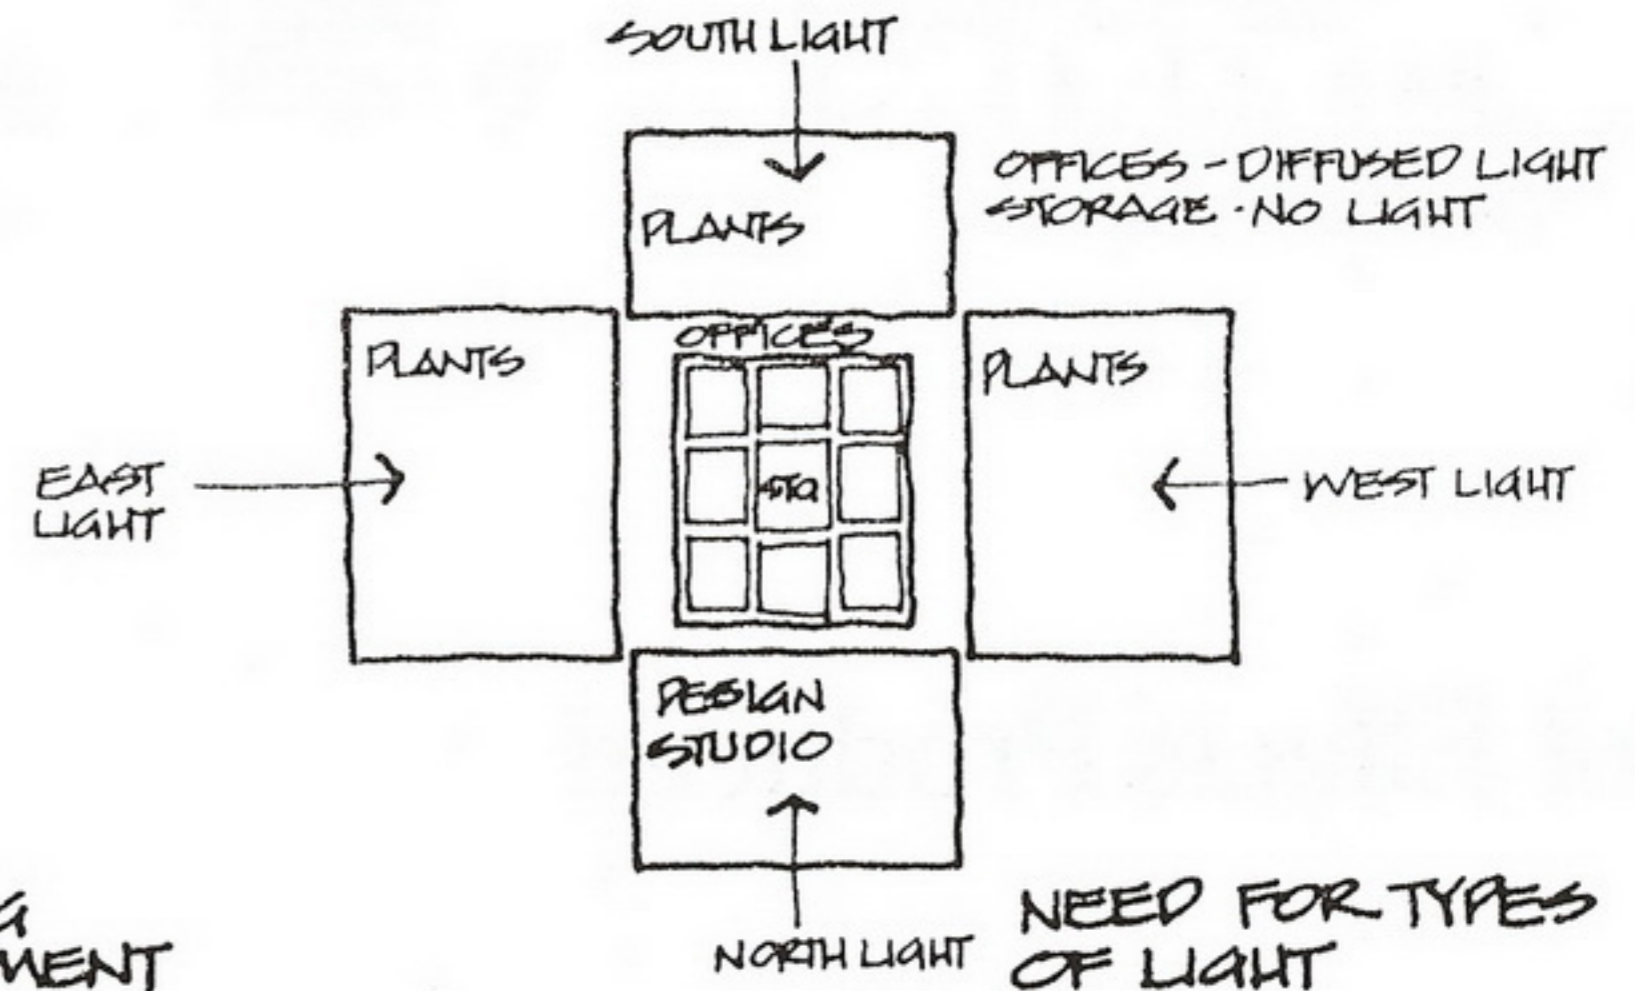 SOUTH LIGHT
OFFICES - DIFFUSED LIGHT
STORAGE · NO LIGHT
PLANTS
OFFICES
PLANTS
PLANTS
EAST
LIGHT
STO
WEST LIGHT
DESIGN
STUDIO
NORTH LIGHT
NEED FOR TYPES
OF LIGHT